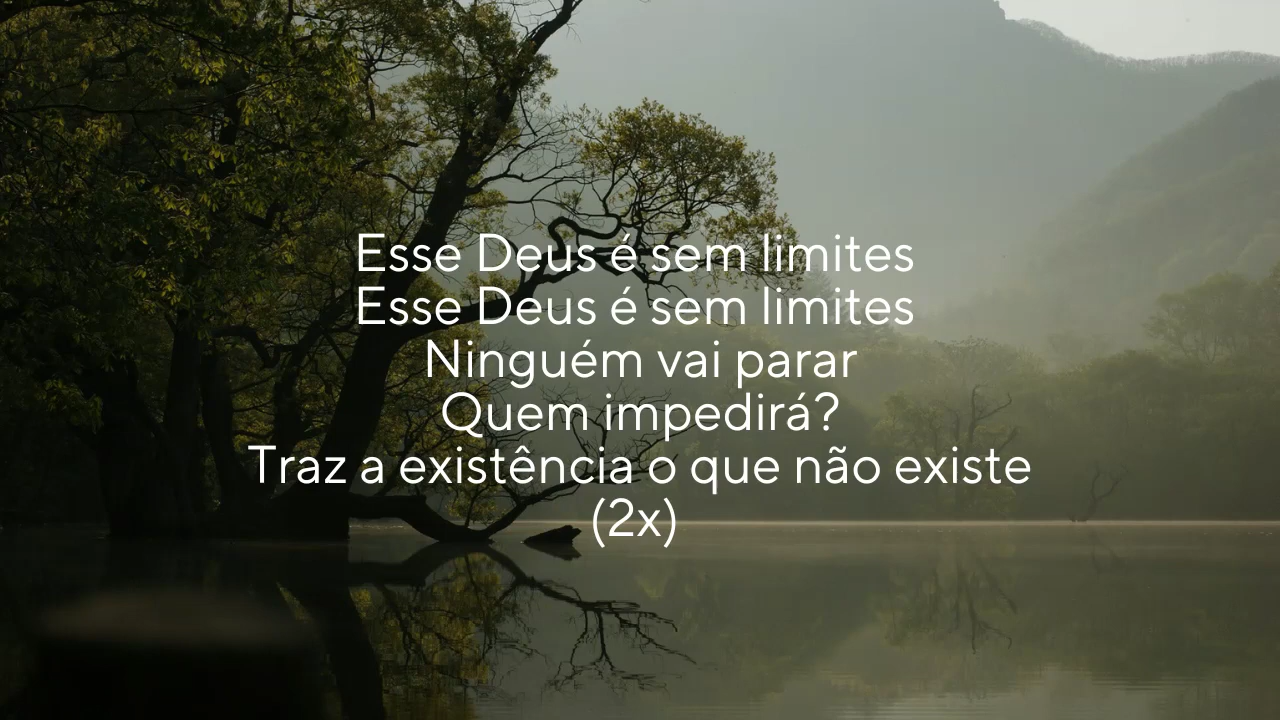 Esse Deus é sem limites
Esse Deus é sem limites
Ninguém vai parar
Quem impedirá?
Traz a existência o que não existe
(2x)